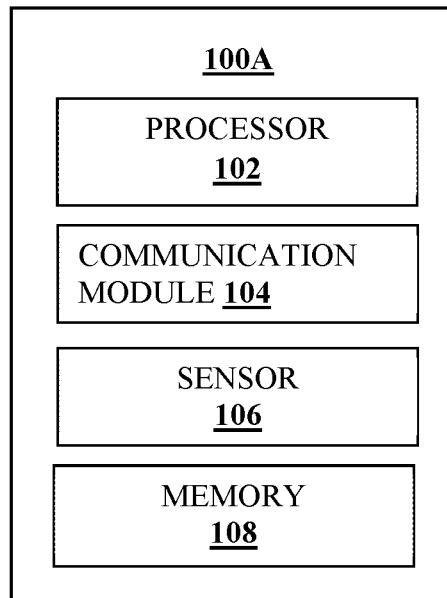 100A
PROCESSOR
102
COMMUNICATION
MODULE 104
SENSOR
106
MEMORY
108